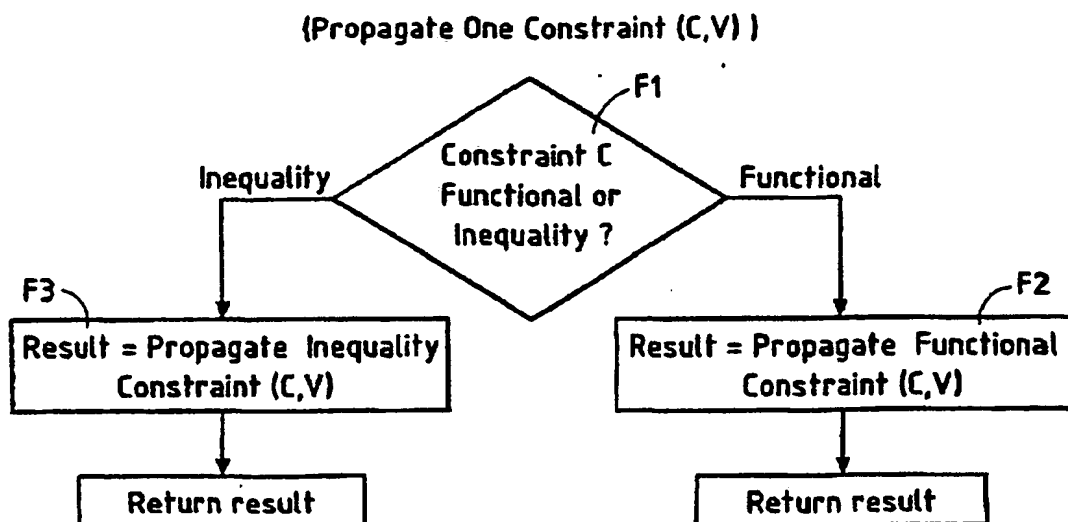 (Propagate One Constraint (C,V) )
F1
Constraint C
Functional or
Inequality ?
Inequality
Functional
F3
Result = Propagate Inequality
Constraint (C,V)
F2
Result = Propagate Functional
Constraint (C,V)
Return result
Return result